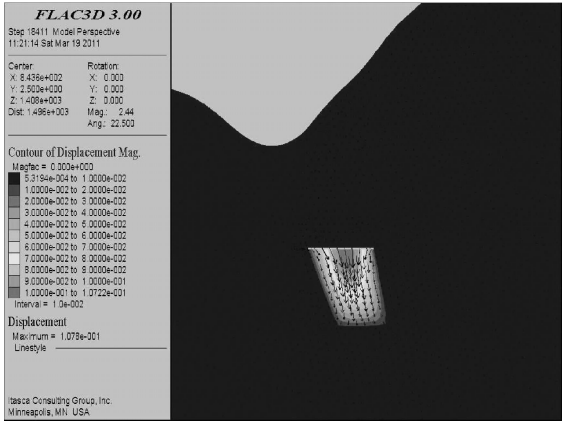 FLAC3D 3.00
Step 18411 Model Perspective
11:21:14 Sat Mar 19 2011
Center: Rotation:
X: 8.436e+002 X: 0.000
Y: 2.500e+000 Y: 0.000
Z: 1.408e+003 Z: 0.000
Dist: 1.496e+003 Mag.: 2.44
Ang.: 22.500
Contour of Displacement Mag.
Magfac = 0.000e+000
5.3194e-004 to 1.0000e-002
1.0000e-002 to 2.0000e-002
2.0000e-002 to 3.0000e-002
3.0000e-002 to 4.0000e-002
4.0000e-002 to 5.0000e-002
5.0000e-002 to 6.0000e-002
6.0000e-002 to 7.0000e-002
7.0000e-002 to 8.0000e-002
8.0000e-002 to 9.0000e-002
9.0000e-002 to 1.0000e-001
1.0000e-001 to 1.0722e-001
Interval = 1.0e-002
Displacement
Maximum = 1.078e-001
Linestyle
Itasca Consulting Group, Inc.
Minneapolis, MN USA